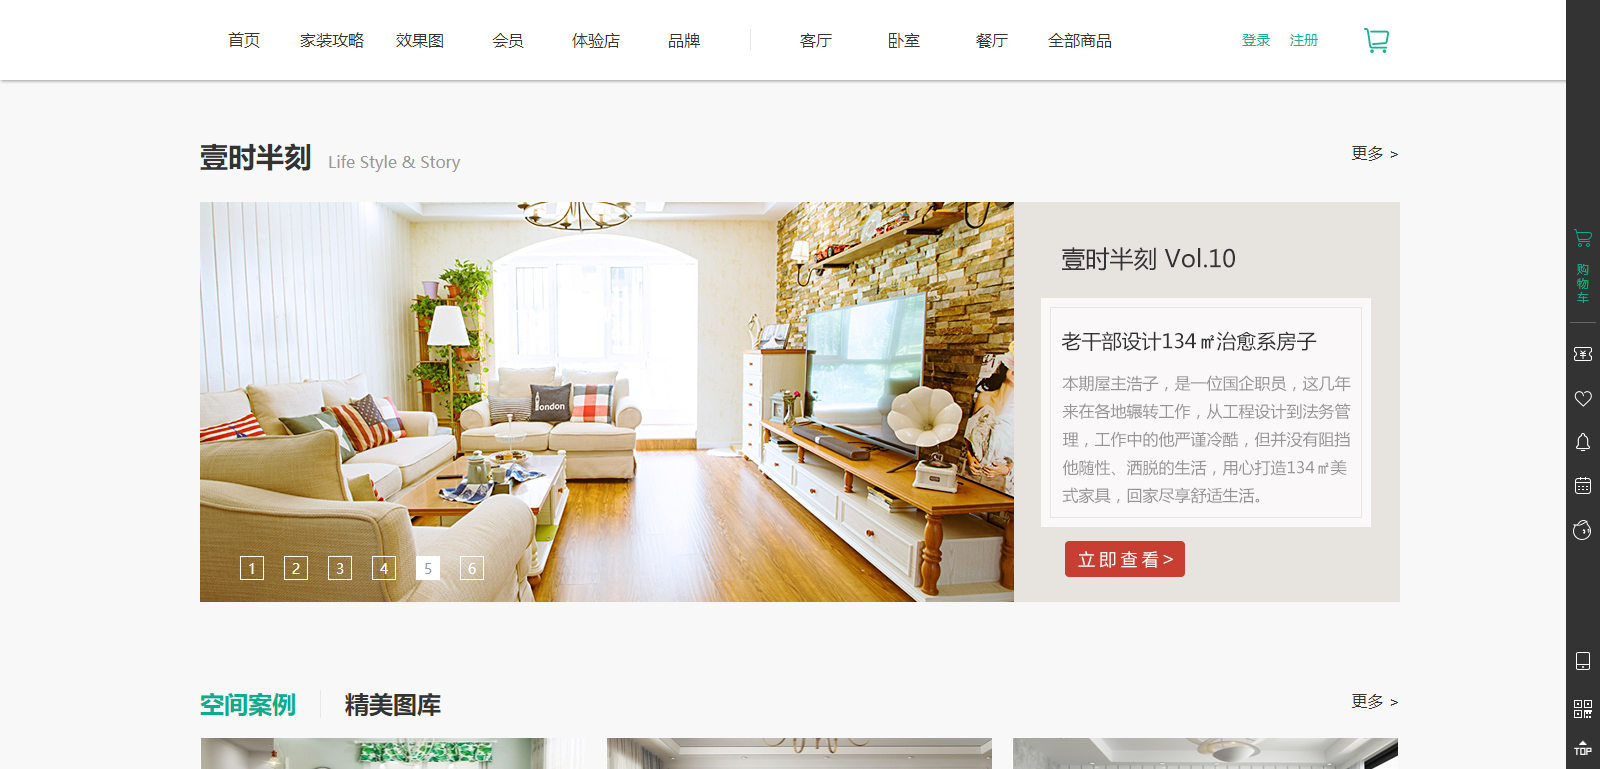 首页 家装攻略 效果图 会员 体验店 品牌 客厅 卧室 餐厅 全部商品 登录 注册
壹时半刻 Life Style & Story 更多 >
壹时半刻 Vol.10
老干部设计134㎡治愈系房子
本期屋主浩子，是一位国企职员，这几年
来在各地辗转工作，从工程设计到法务管
理，工作中的他严谨冷酷，但并没有阻挡
他随性、洒脱的生活，用心打造134㎡美
式家具，回家尽享舒适生活。
立即查看>
london
1 2 3 4 5 6
空间案例 精美图库 更多 >
购物车
TOP